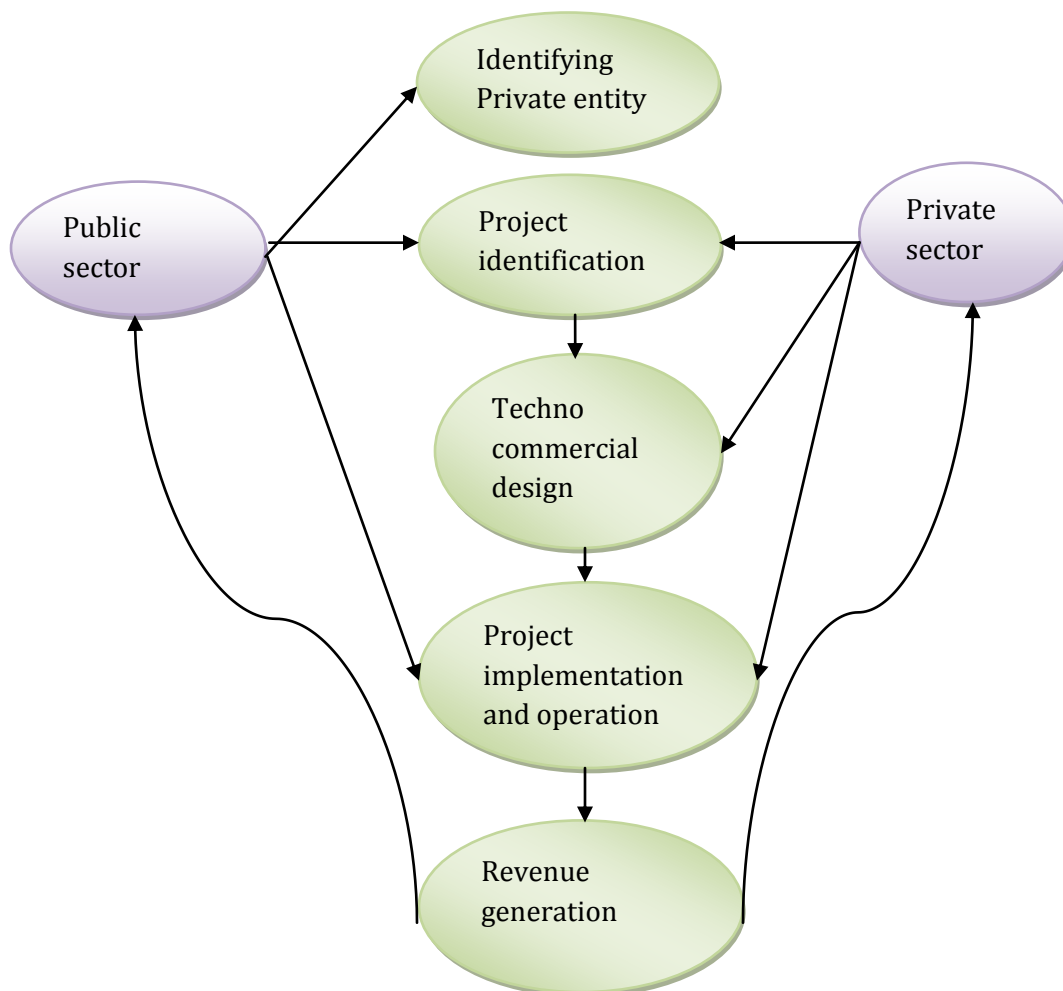 Identifying
Private entity
Public
sector
Project
identification
Private
sector
Techno
commercial
design
Project
implementation
and operation
Revenue
generation